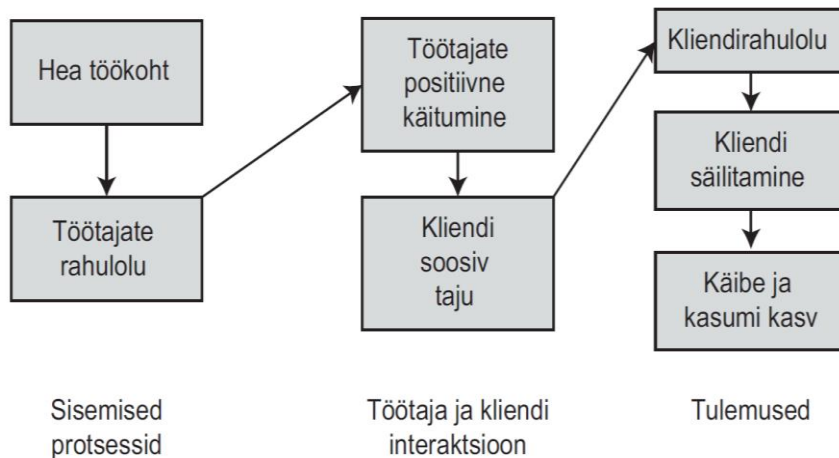 Hea töökoht
Töötajate
rahulolu
Töötajate
positiivne
käitumine
Kliendi
soosiv
taju
Kliendirahulolu
Kliendi
säilitamine
Käibe ja
kasumi kasv
Sisemised
protsessid
Töötaja ja kliendi
interaktsioon
Tulemused